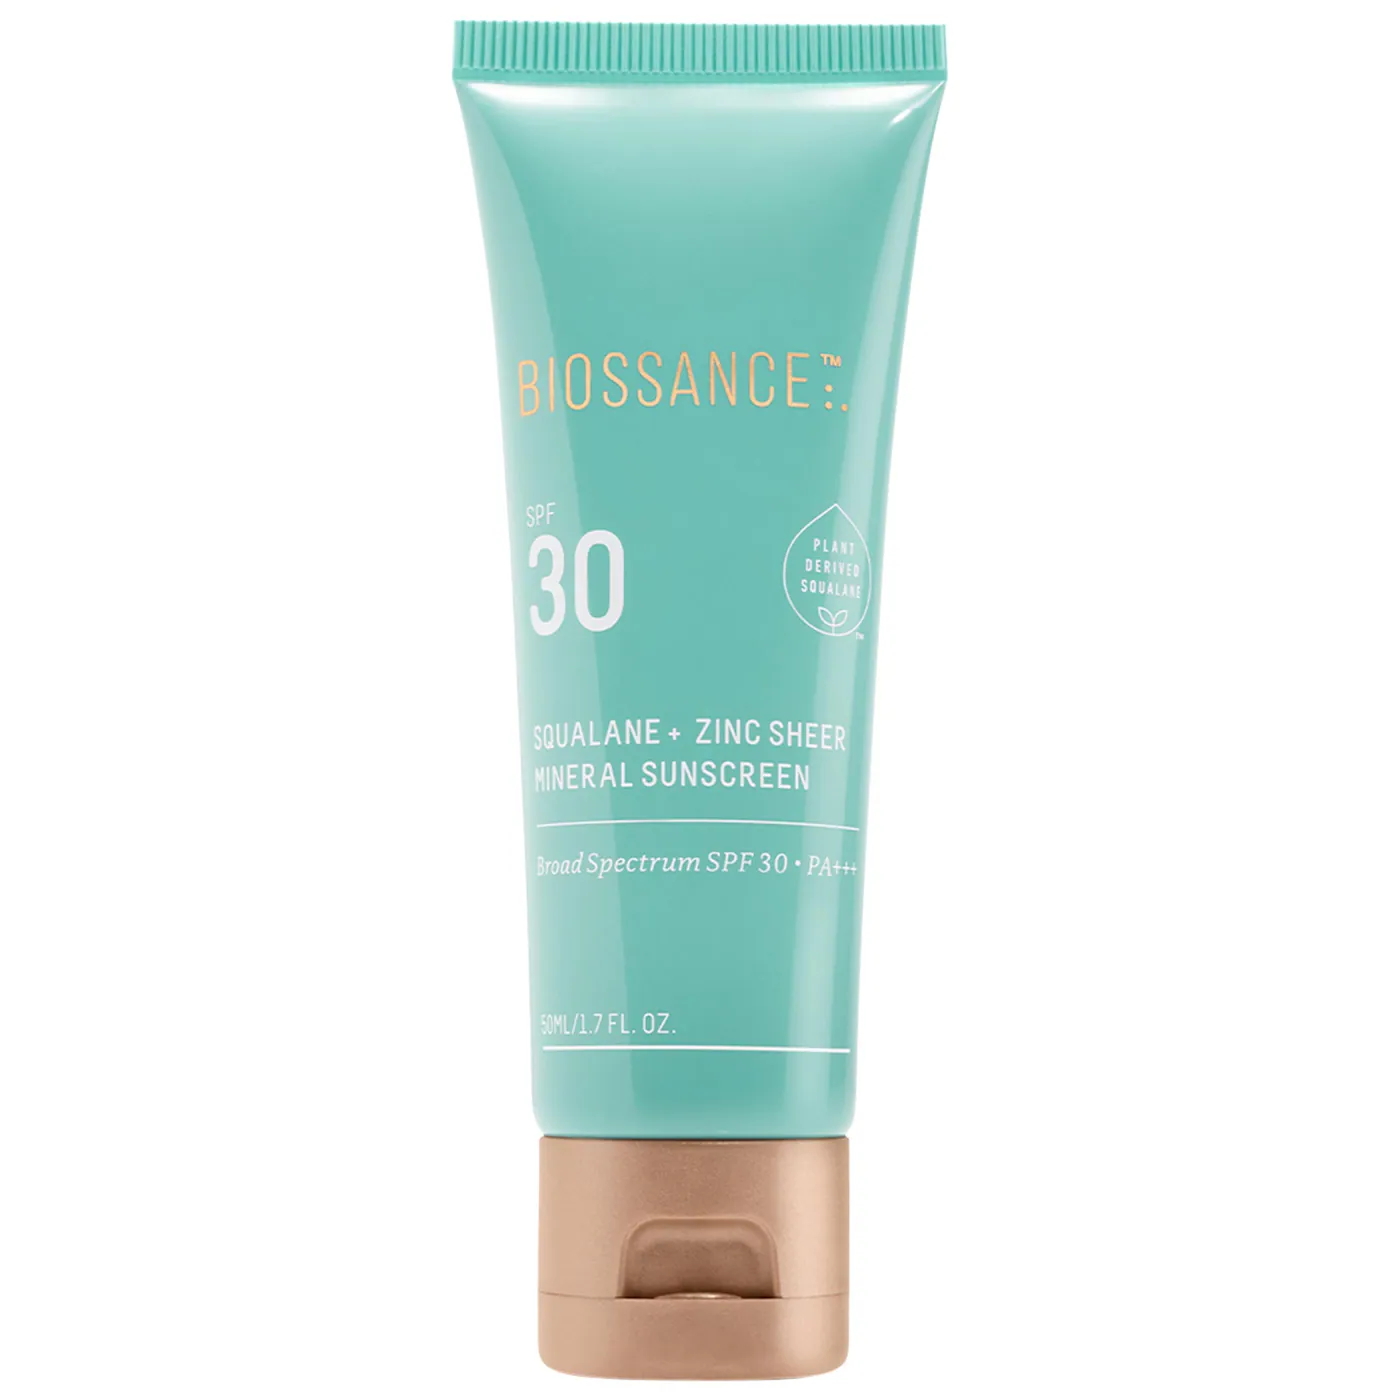 BIOSSANCE™
SPF
30
PLANT
DERIVED
SQUALANE
™
SQUALANE + ZINC SHEER
MINERAL SUNSCREEN
Broad Spectrum SPF 30 • PA+++
50ML/1.7 FL. OZ.